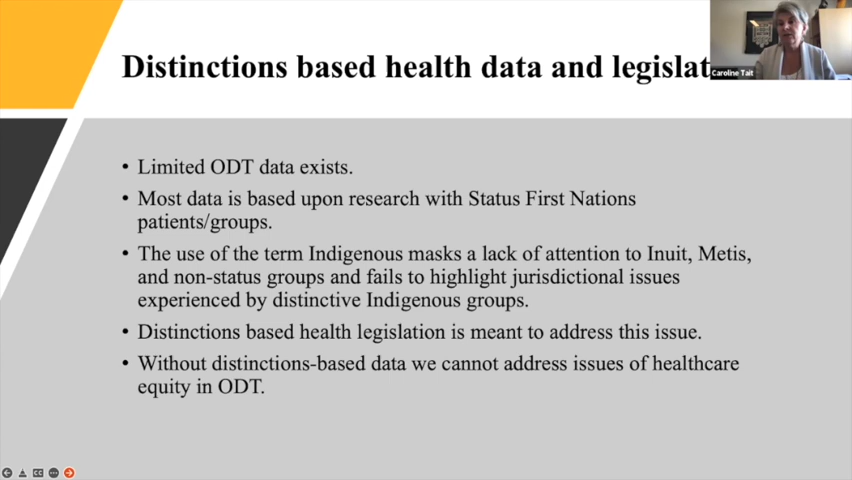 Distinctions based health data and legislat
Caroline Tait
• Limited ODT data exists.
• Most data is based upon research with Status First Nations
patients/groups.
• The use of the term Indigenous masks a lack of attention to Inuit, Metis,
and non-status groups and fails to highlight jurisdictional issues
experienced by distinctive Indigenous groups.
• Distinctions based health legislation is meant to address this issue.
• Without distinctions-based data we cannot address issues of healthcare
equity in ODT.
CC